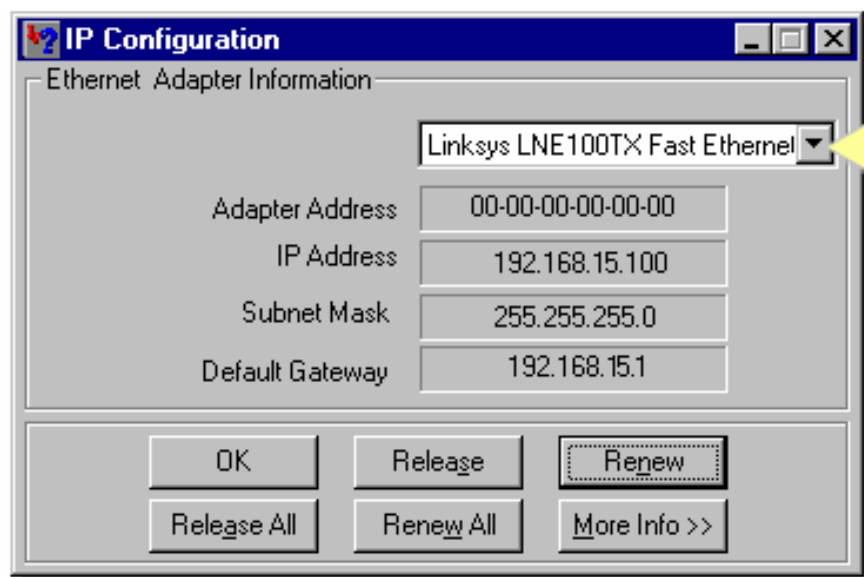 IP Configuration
Ethernet Adapter Information
Linksys LNE100TX Fast Ethernet
Adapter Address 00-00-00-00-00-00
IP Address 192.168.15.100
Subnet Mask 255.255.255.0
Default Gateway 192.168.15.1
OK Release Renew
Release All Renew All More Info >>